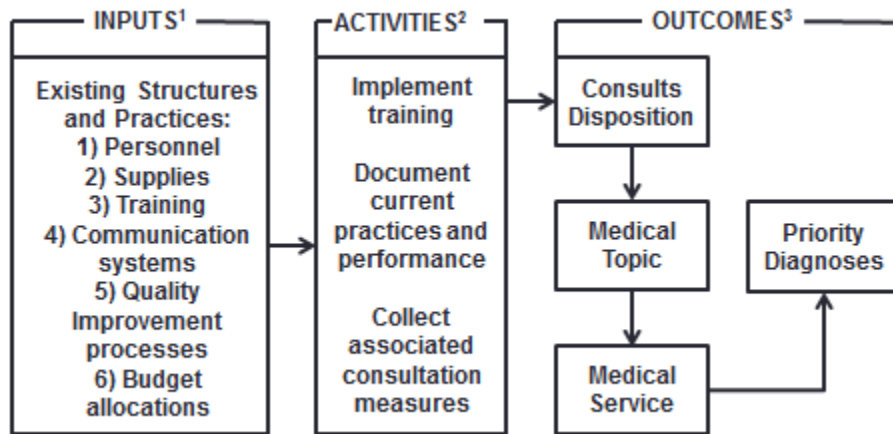 INPUTS¹
Existing Structures
and Practices:
1) Personnel
2) Supplies
3) Training
4) Communication
systems
5) Quality
Improvement
processes
6) Budget
allocations
ACTIVITIES²
Implement
training
Document
current
practices and
performance
Collect
associated
consultation
measures
OUTCOMES³
Consults
Disposition
Medical
Topic
Medical
Service
Priority
Diagnoses